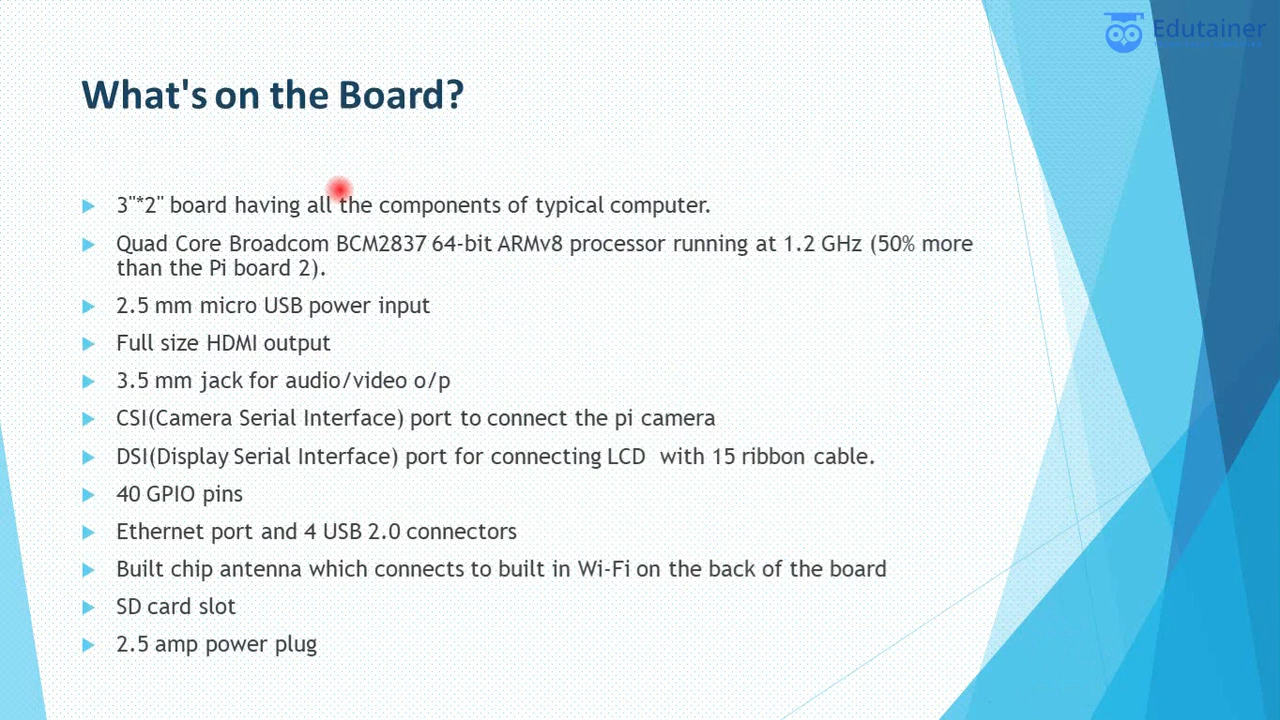 Edutainer
What's on the Board?
3"*2" board having all the components of typical computer.
Quad Core Broadcom BCM2837 64-bit ARMv8 processor running at 1.2 GHz (50% more
than the Pi board 2).
2.5 mm micro USB power input
Full size HDMI output
3.5 mm jack for audio/video o/p
CSI(Camera Serial Interface) port to connect the pi camera
DSI(Display Serial Interface) port for connecting LCD  with 15 ribbon cable.
40 GPIO pins
Ethernet port and 4 USB 2.0 connectors
Built chip antenna which connects to built in Wi-Fi on the back of the board
SD card slot
2.5 amp power plug